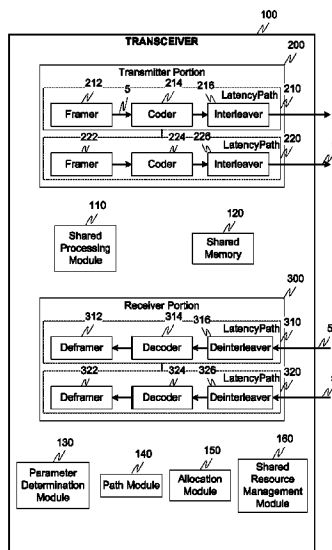 100
TRANSCEIVER
200
Transmitter Portion
212 5 214 216 LatencyPath 210
Framer Coder Interleaver
222 224 226 LatencyPath 220
Framer Coder Interleaver
110
Shared Processing Module
120
Shared Memory
300
Receiver Portion
312 314 316 LatencyPath 310
Deframer Decoder Deinterleaver
5
322 324 326 LatencyPath 320
Deframer Decoder Deinterleaver
130
Parameter Determination Module
140
Path Module
150
Allocation Module
160
Shared Resource Management Module